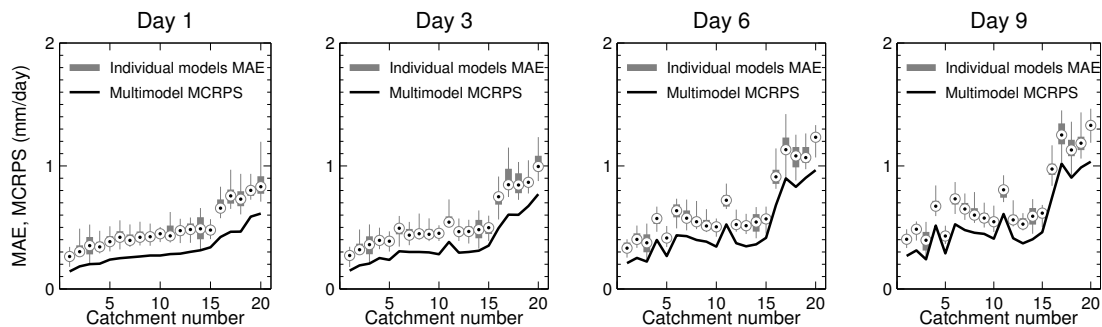 Day 1
Day 3
Day 6
Day 9
MAE, MCRPS (mm/day)
2
1
0
Individual models MAE
Multimodel MCRPS
5 10 15 20
Catchment number
2
1
0
Individual models MAE
Multimodel MCRPS
5 10 15 20
Catchment number
2
1
0
Individual models MAE
Multimodel MCRPS
5 10 15 20
Catchment number
2
1
0
Individual models MAE
Multimodel MCRPS
5 10 15 20
Catchment number